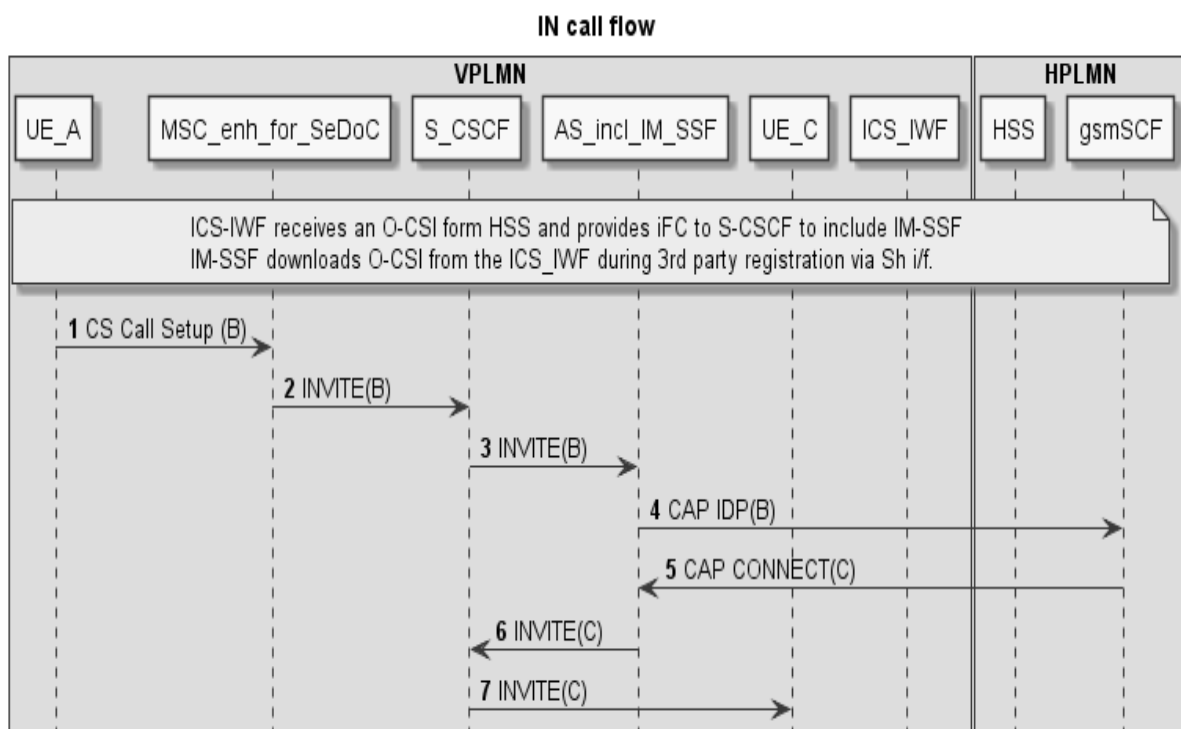 IN call flow
VPLMN
HPLMN
UE_A
MSC_enh_for_SeDoC
S_CSCF
AS_incl_IM_SSF
UE_C
ICS_IWF
HSS
gsmSCF
ICS-IWF receives an O-CSI form HSS and provides iFC to S-CSCF to include IM-SSF
IM-SSF downloads O-CSI from the ICS_IWF during 3rd party registration via Sh i/f.
1 CS Call Setup (B)
2 INVITE(B)
3 INVITE(B)
4 CAP IDP(B)
5 CAP CONNECT(C)
6 INVITE(C)
7 INVITE(C)